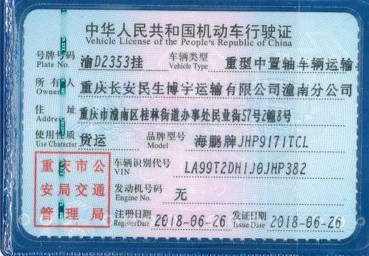 中华人民共和国机动车行驶证
Vehicle License of the People's Republic of China
号牌号码 渝D2353挂 车辆类型 重型中置轴车辆运输
Plate No. Vehicle Type
所有人 重庆长安民生博宇运输有限公司潼南分公司
Owner
住址 重庆市潼南区桂林街道办事处民业街57号2幢8号
Address
使用性质 货运 品牌型号 海鹏牌JHP9171TCL
Use Character Model
重庆市公安局交通管理局
车辆识别代号 LA99T2DH1J0JHP382
VIN
发动机号码 无
Engine No.
注册日期 2018-06-26 发证日期 2018-06-26
Register Date Issue Date